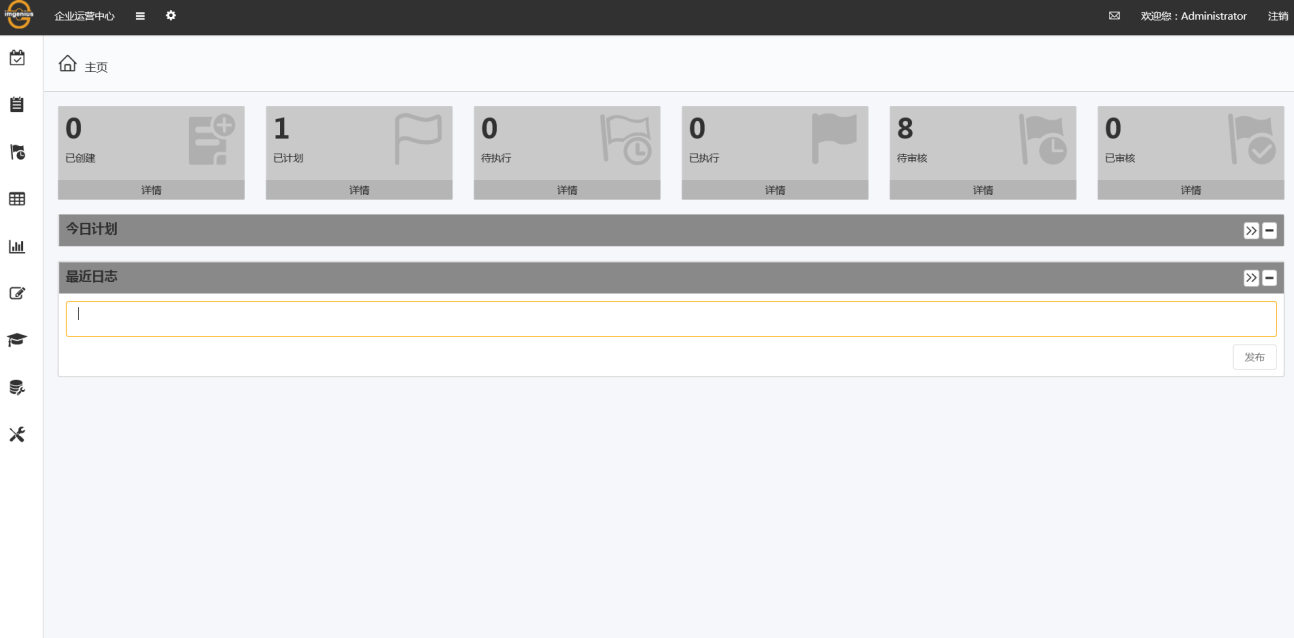 imgenius
企业运营中心
欢迎您：Administrator
注销
主页
0
已创建
详情
1
已计划
详情
0
待执行
详情
0
已执行
详情
8
待审核
详情
0
已审核
详情
今日计划
最近日志
发布